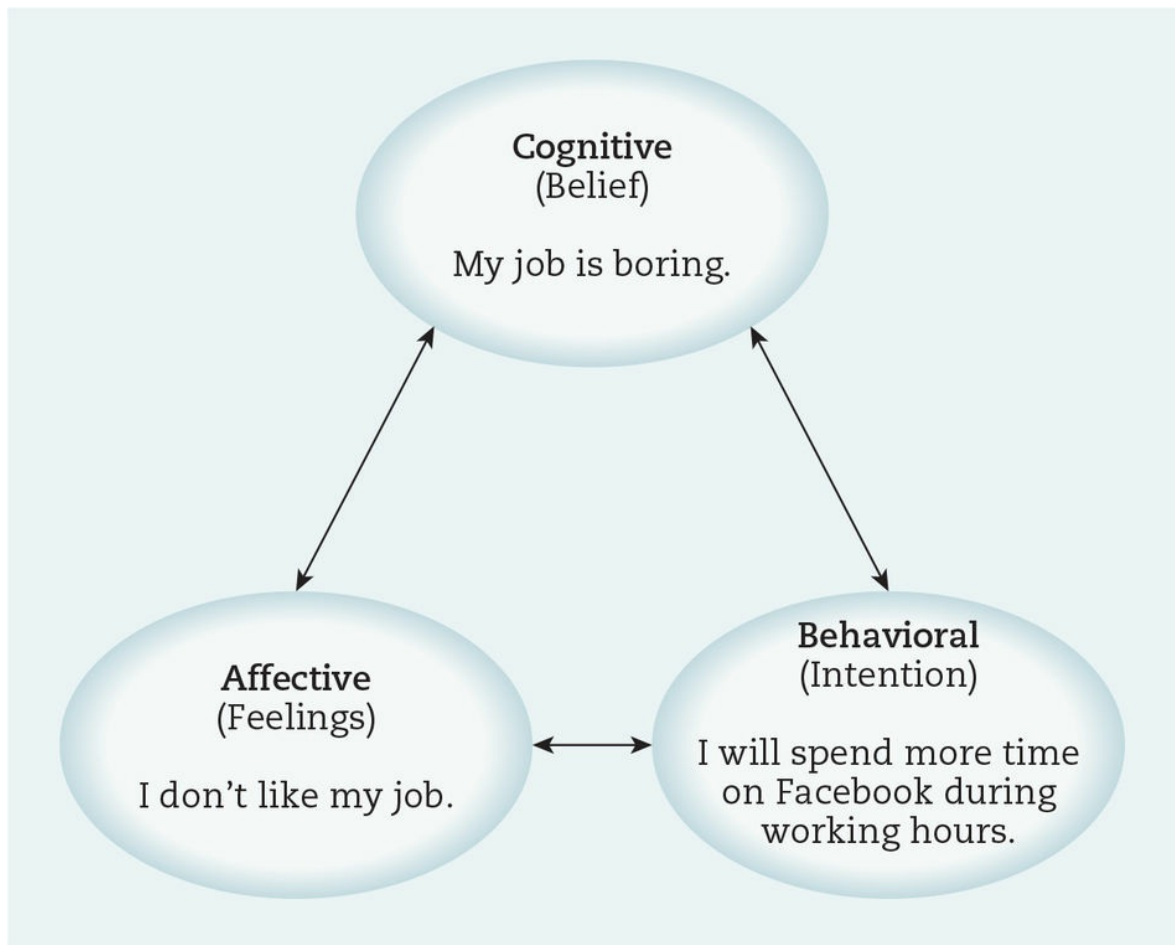 Cognitive
(Belief)
My job is boring.
Affective
(Feelings)
I don’t like my job.
Behavioral
(Intention)
I will spend more time
on Facebook during
working hours.